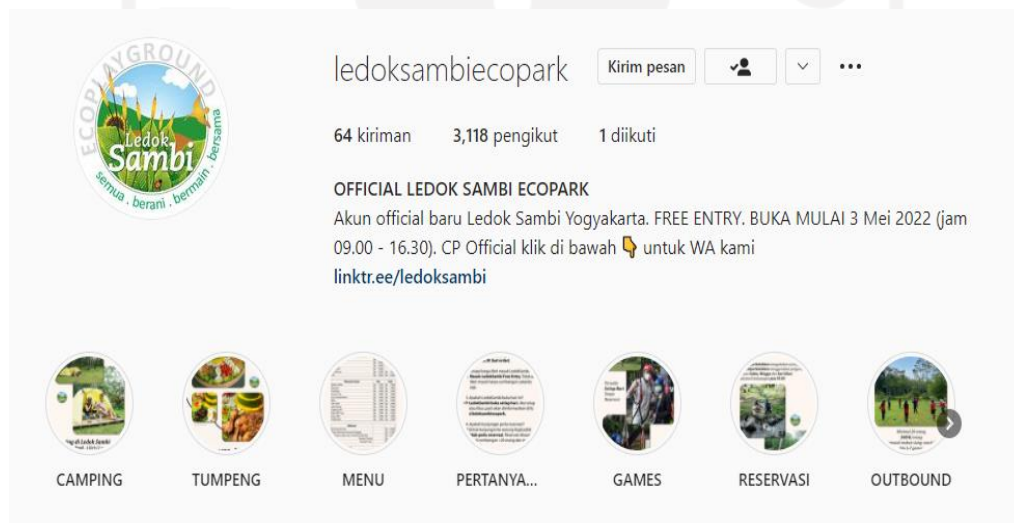 ECOPLAYGROUND
Ledok
Sambi
semua . berani . bermain . bersama
ledoksambiecopark
Kirim pesan
64 kiriman 3,118 pengikut 1 diikuti
OFFICIAL LEDOK SAMBI ECOPARK
Akun official baru Ledok Sambi Yogyakarta. FREE ENTRY. BUKA MULAI 3 Mei 2022 (jam
09.00 - 16.30). CP Official klik di bawah 👇 untuk WA kami
linktr.ee/ledoksambi
CAMPING TUMPENG MENU PERTANYA... GAMES RESERVASI OUTBOUND